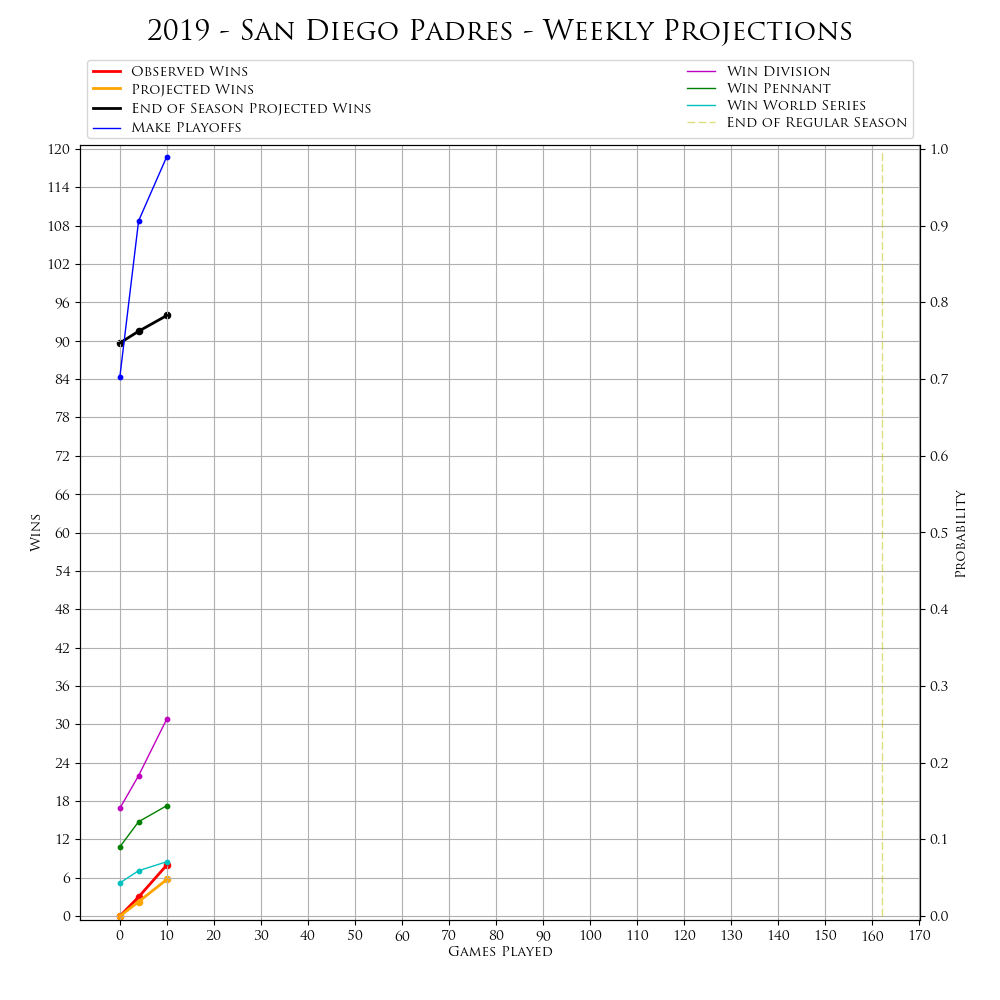 2019 - San Diego Padres - Weekly Projections
Observed Wins
Projected Wins
End of Season Projected Wins
Make Playoffs
Win Division
Win Pennant
Win World Series
End of Regular Season
120
114
108
102
96
90
84
78
72
66
60
54
48
42
36
30
24
18
12
6
0
Wins
1.0
0.9
0.8
0.7
0.6
0.5
0.4
0.3
0.2
0.1
0.0
Probability
0 10 20 30 40 50 60 70 80 90 100 110 120 130 140 150 160 170
Games Played